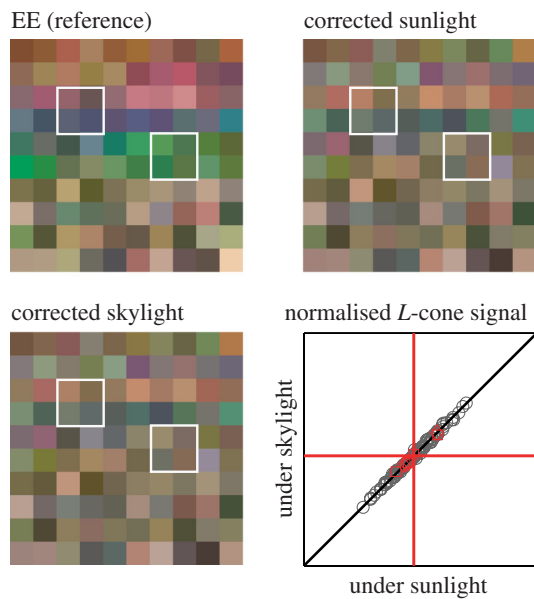 EE (reference)
corrected sunlight
corrected skylight
normalised L-cone signal
under skylight
under sunlight